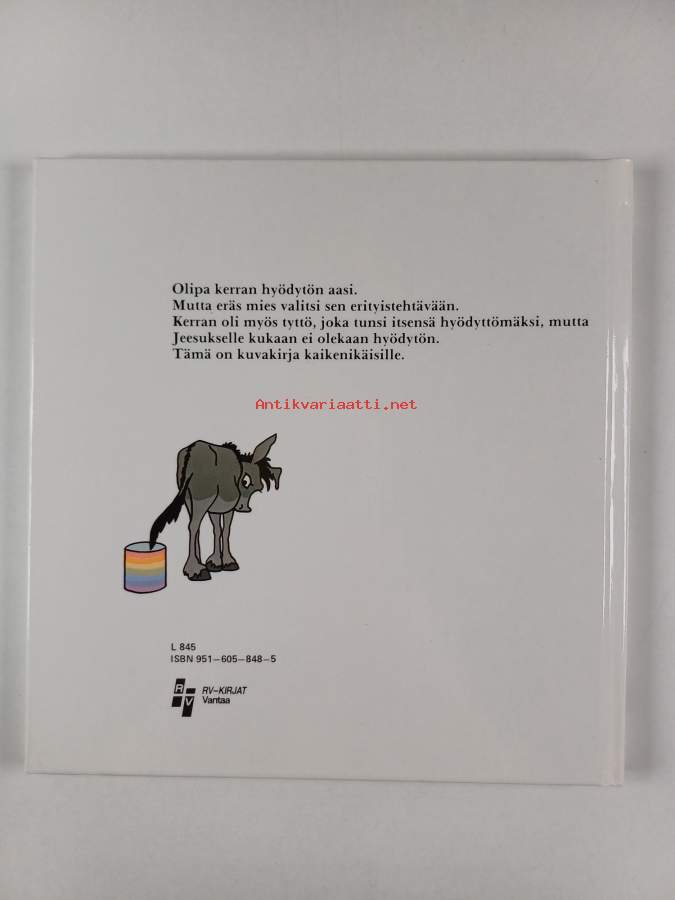 Olipa kerran hyödytön aasi.
Mutta eräs mies valitsi sen erityistehtävään.
Kerran oli myös tyttö, joka tunsi itsensä hyödyttömäksi, mutta
Jeesukselle kukaan ei olekaan hyödytön.
Tämä on kuvakirja kaikenikäisille.
Antikvariaatti.net
L 845
ISBN 951–605–848–5
R V
RV–KIRJAT
Vantaa